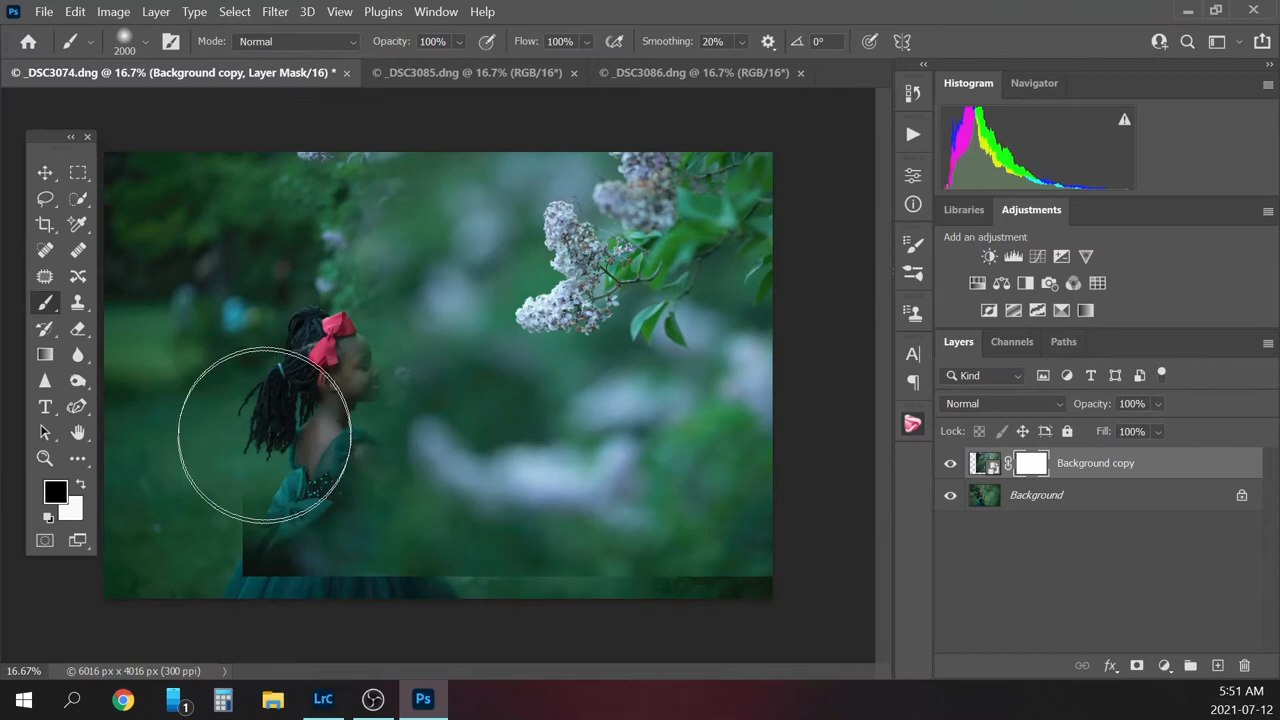 Ps File Edit Image Layer Type Select Filter 3D View Plugins Window Help
2000 Mode: Normal Opacity: 100% Flow: 100% Smoothing: 20% 0°
© _DSC3074.dng @ 16.7% (Background copy, Layer Mask/16) * × © _DSC3085.dng @ 16.7% (RGB/16*) × © _DSC3086.dng @ 16.7% (RGB/16*) ×
Histogram Navigator
Libraries Adjustments
Add an adjustment
Layers Channels Paths
Kind
Normal Opacity: 100%
Lock: Fill: 100%
Background copy
Background
16.67% © 6016 px x 4016 px (300 ppi)
1 Lrc Ps
5:51 AM
2021-07-12